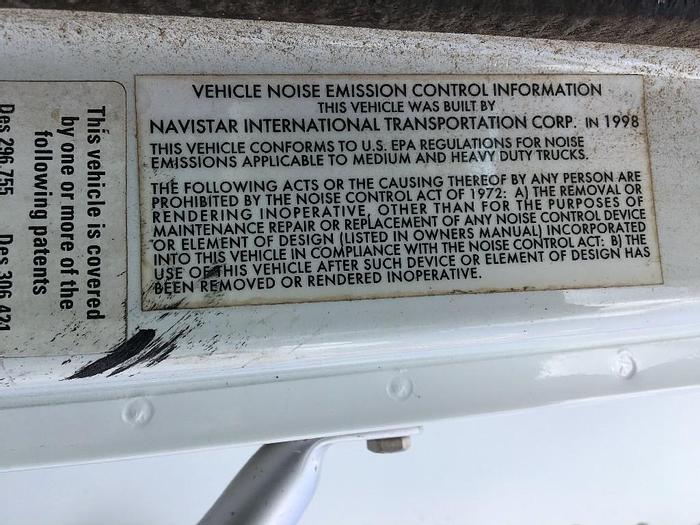 VEHICLE NOISE EMISSION CONTROL INFORMATION
THIS VEHICLE WAS BUILT BY
NAVISTAR INTERNATIONAL TRANSPORTATION CORP. IN 1998
THIS VEHICLE CONFORMS TO U.S. EPA REGULATIONS FOR NOISE
EMISSIONS APPLICABLE TO MEDIUM AND HEAVY DUTY TRUCKS.
THE FOLLOWING ACTS OR THE CAUSING THEREOF BY ANY PERSON ARE
PROHIBITED BY THE NOISE CONTROL ACT OF 1972: A) THE REMOVAL OR
RENDERING INOPERATIVE, OTHER THAN FOR THE PURPOSES OF
MAINTENANCE REPAIR OR REPLACEMENT OF ANY NOISE CONTROL DEVICE
OR ELEMENT OF DESIGN (LISTED IN OWNERS MANUAL) INCORPORATED
INTO THIS VEHICLE IN COMPLIANCE WITH THE NOISE CONTROL ACT: B) THE
USE OF THIS VEHICLE AFTER SUCH DEVICE OR ELEMENT OF DESIGN HAS
BEEN REMOVED OR RENDERED INOPERATIVE.
This vehicle is covered
by one or more of the
following patents
Des 296,755 Des 306,424